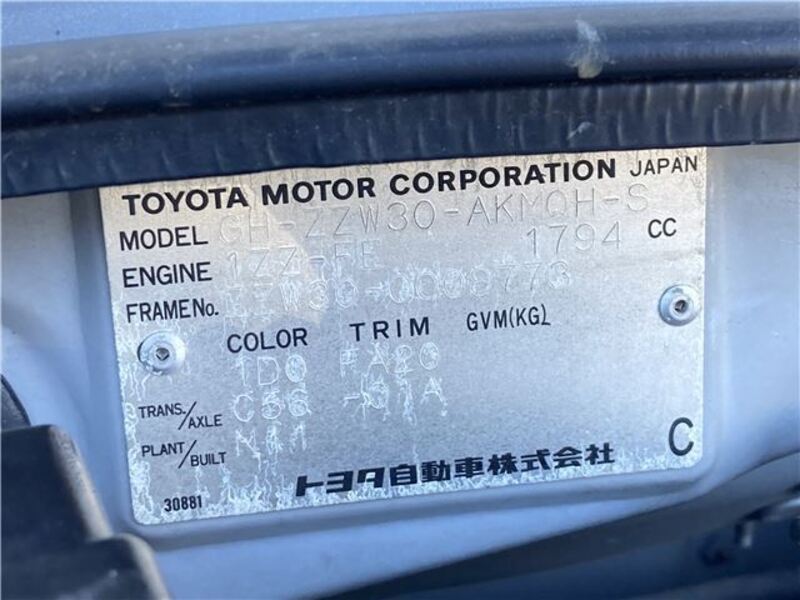 TOYOTA MOTOR CORPORATION JAPAN
MODEL GH-ZZW30-AKMQH-S
ENGINE 1ZZ-FE 1794 CC
FRAME No.
COLOR TRIM GVM(KG)
1D0 FA20
TRANS./AXLE C56 -01A
PLANT/BUILT
トヨタ自動車株式会社
C
30881